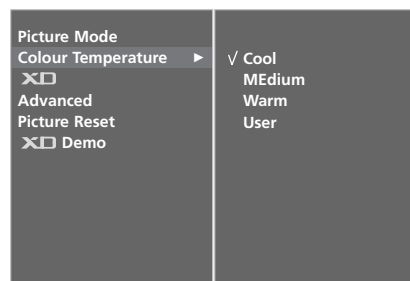 Picture Mode
Colour Temperature ►
XD
Advanced
Picture Reset
XD Demo
√ Cool
MEdium
Warm
User